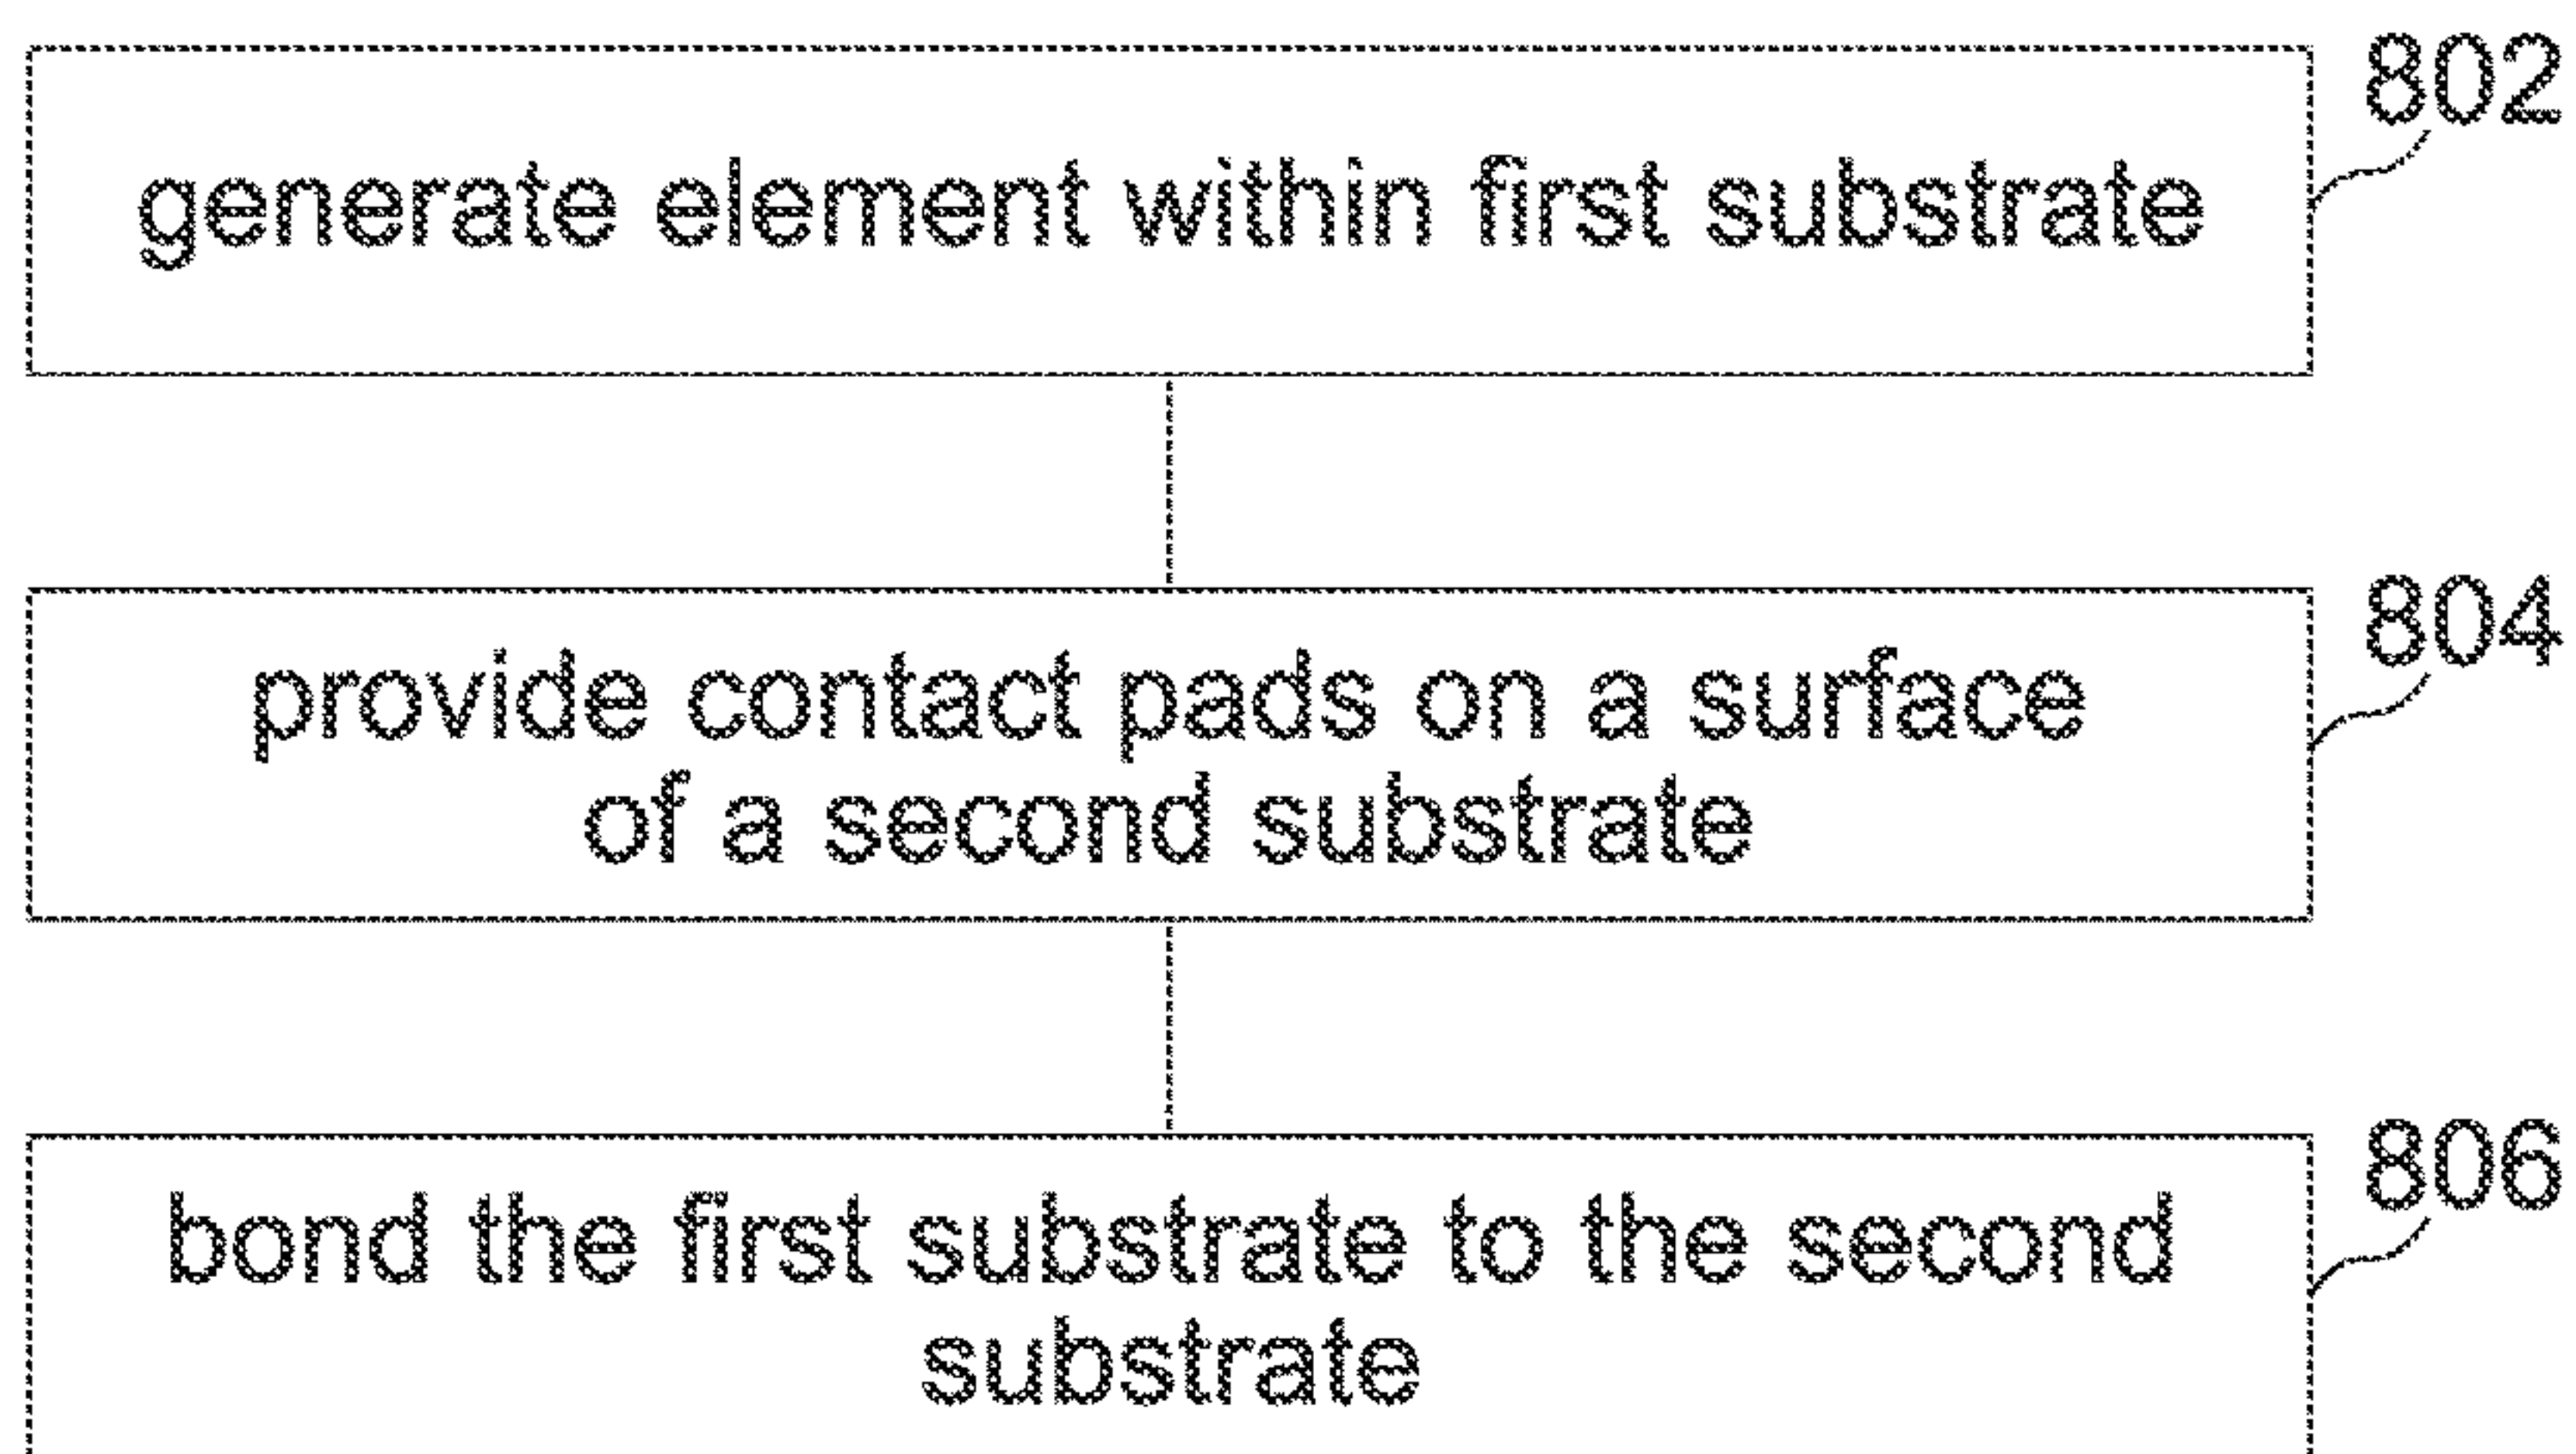 802
generate element within first substrate
804
provide contact pads on a surface
of a second substrate
806
bond the first substrate to the second
substrate